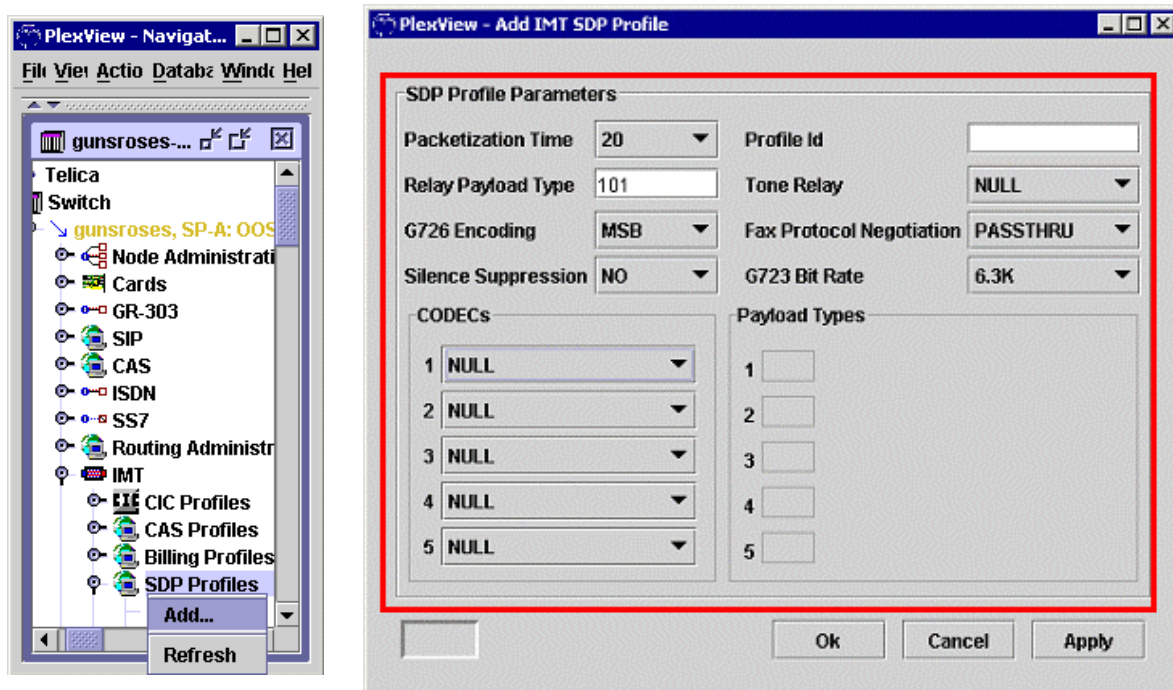 PlexView - Navigat...
File View Actio Databa Windo Hel
gunsroses-...
Telica
Switch
gunsroses, SP-A: OOS
Node Administrati
Cards
GR-303
SIP
CAS
ISDN
SS7
Routing Administr
IMT
CIC Profiles
CAS Profiles
Billing Profiles
SDP Profiles
Add...
Refresh
PlexView - Add IMT SDP Profile
SDP Profile Parameters
Packetization Time 20 Profile Id
Relay Payload Type 101 Tone Relay NULL
G726 Encoding MSB Fax Protocol Negotiation PASSTHRU
Silence Suppression NO G723 Bit Rate 6.3K
CODECs Payload Types
1 NULL 1
2 NULL 2
3 NULL 3
4 NULL 4
5 NULL 5
Ok Cancel Apply